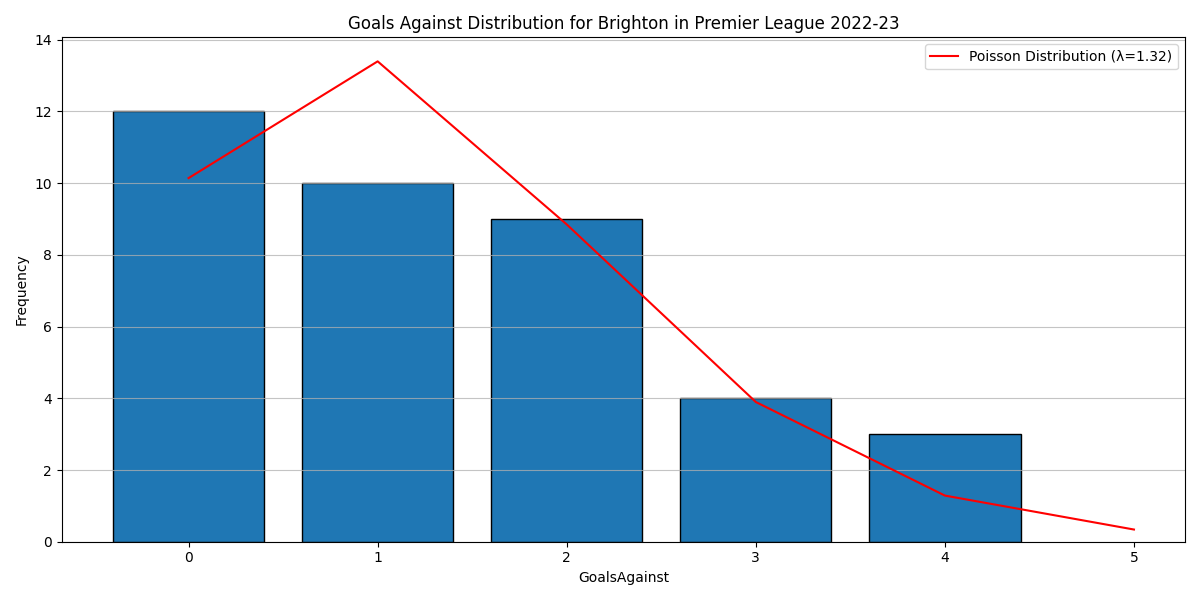 Goals Against Distribution for Brighton in Premier League 2022-23
Poisson Distribution (λ=1.32)
14
12
10
8
6
4
2
0
Frequency
0 1 2 3 4 5
GoalsAgainst